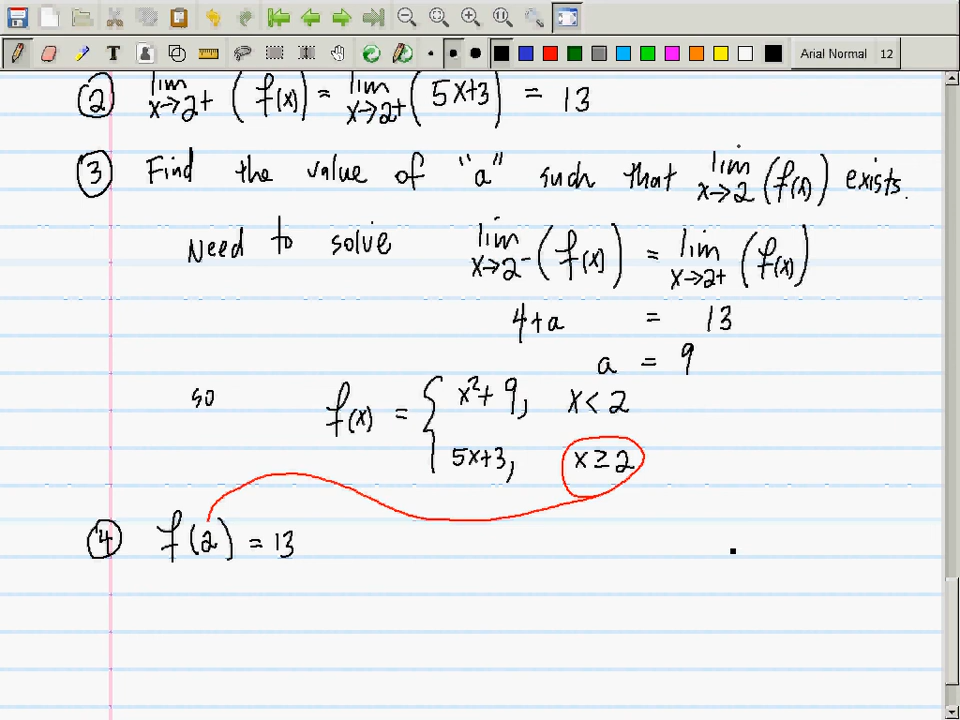 Arial Normal 12
② lim x→2+ (f(x)) = lim x→2+ (5x+3) = 13
③ Find the value of "a" such that lim x→2 (f(x)) exists.
Need to solve lim x→2- (f(x)) = lim x→2+ (f(x))
4+a = 13
a = 9
so f(x) = { x²+9, x<2
5x+3, x≥2
④ f(2) = 13